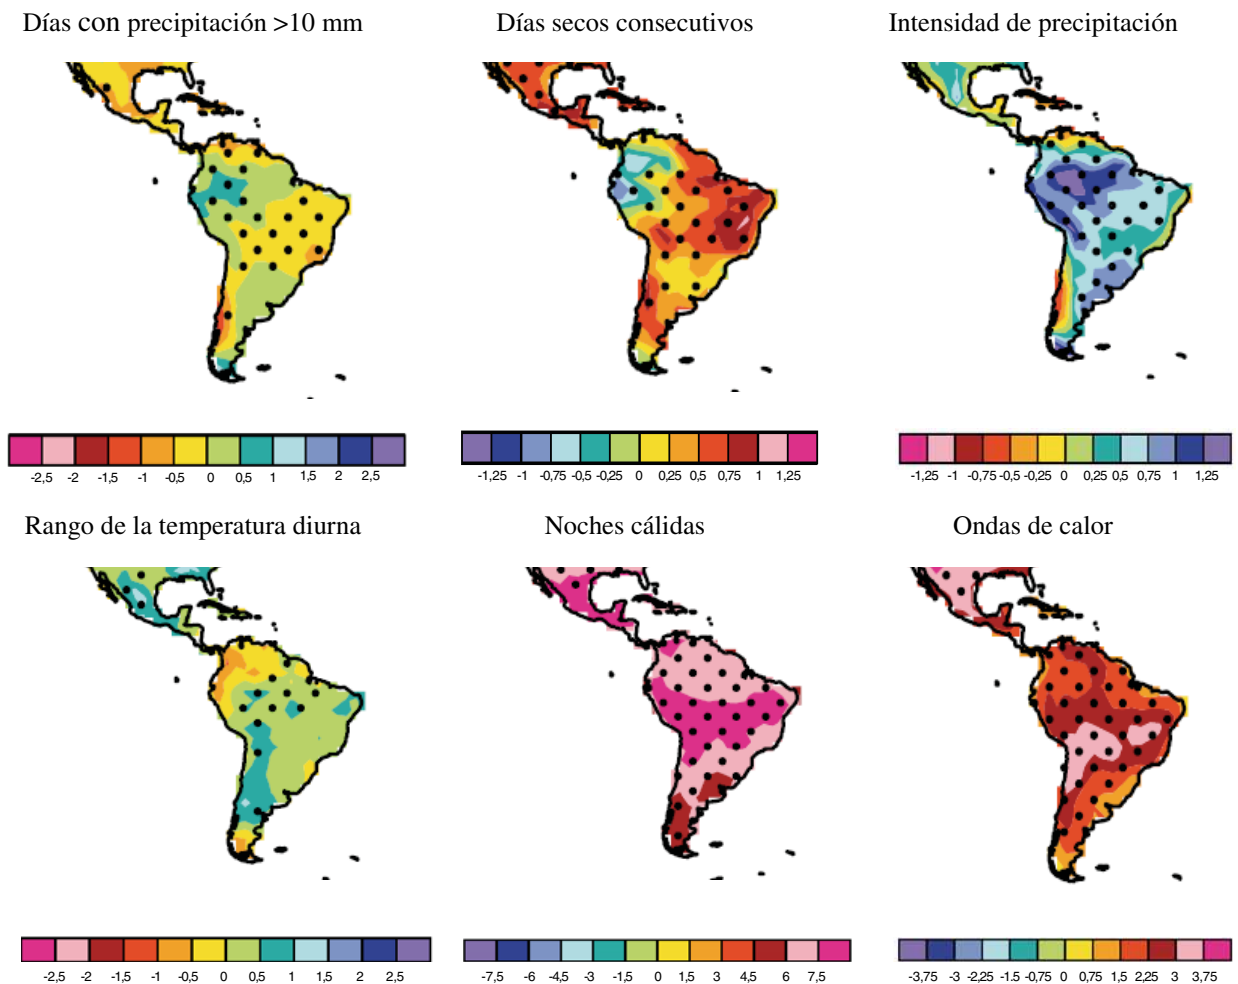 Días con precipitación >10 mm
Días secos consecutivos
Intensidad de precipitación
-2,5 -2 -1,5 -1 -0,5 0 0,5 1 1,5 2 2,5
-1,25 -1 -0,75 -0,5 -0,25 0 0,25 0,5 0,75 1 1,25
-1,25 -1 -0,75 -0,5 -0,25 0 0,25 0,5 0,75 1 1,25
Rango de la temperatura diurna
Noches cálidas
Ondas de calor
-2,5 -2 -1,5 -1 -0,5 0 0,5 1 1,5 2 2,5
-7,5 -6 -4,5 -3 -1,5 0 1,5 3 4,5 6 7,5
-3,75 -3 -2,25 -1.5 -0,75 0 0,75 1,5 2,25 3 3,75